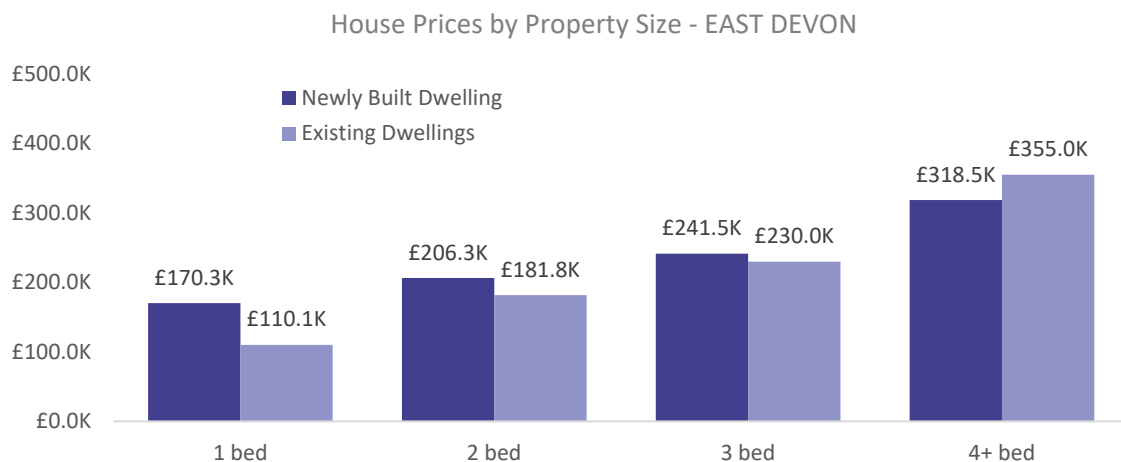 House Prices by Property Size - EAST DEVON
£500.0K
£400.0K
£300.0K
£200.0K
£100.0K
£0.0K
Newly Built Dwelling
Existing Dwellings
£170.3K
£110.1K
£206.3K
£181.8K
£241.5K
£230.0K
£318.5K
£355.0K
1 bed
2 bed
3 bed
4+ bed